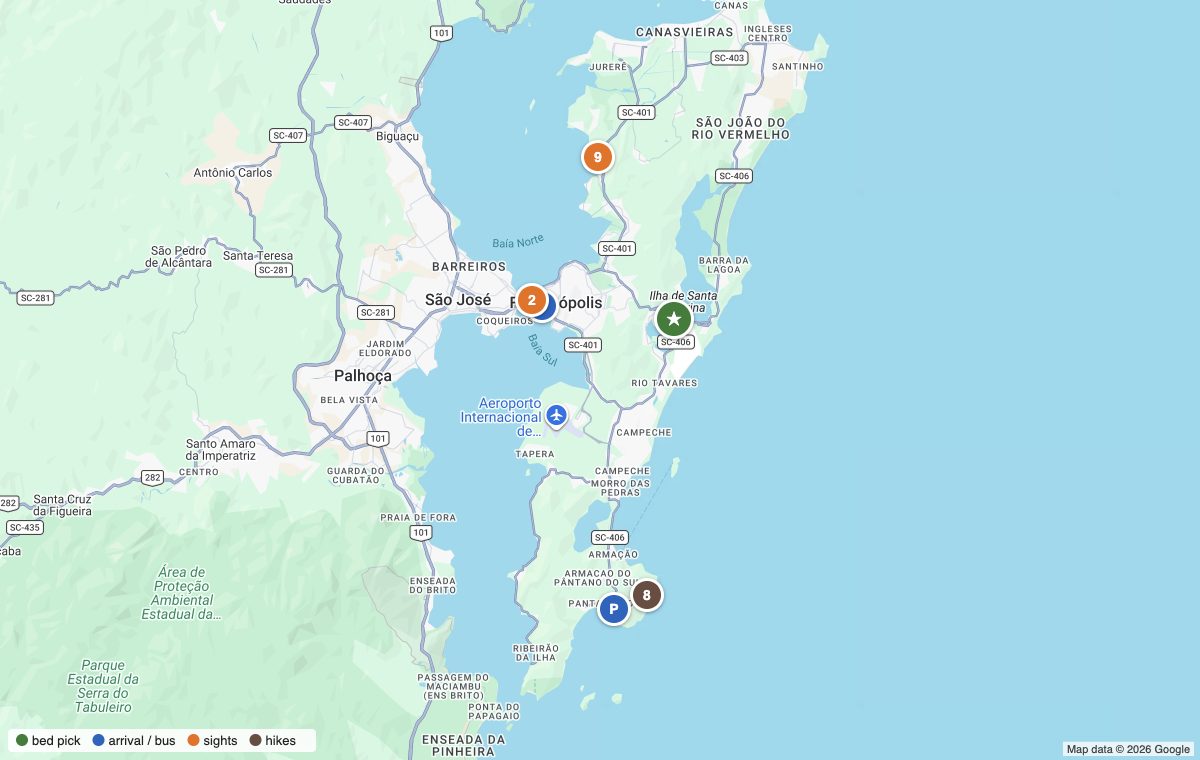 Saudades
CANAS
101
CANASVIEIRAS
INGLESES
CENTRO
SC-403
JURERÊ
SANTINHO
SC-401
SC-407
SC-407
Biguaçu
SÃO JOÃO DO
RIO VERMELHO
9
Antônio Carlos
SC-406
Baía Norte
São Pedro
de Alcântara
Santa Teresa
SC-281
SC-401
BARREIROS
BARRA DA
LAGOA
SC-281
São José
2
ópolis
Ilha de Santa
SC-281
COQUEIROS
SC-406
JARDIM
ELDORADO
Baía Sul
SC-401
Palhoça
RIO TAVARES
BELA VISTA
Aeroporto
Internacional
de...
101
CAMPECHE
Santo Amaro
da Imperatriz
TAPERA
CENTRO
282
GUARDA DO
CUBATÃO
CAMPECHE
MORRO DAS
PEDRAS
282
Santa Cruz
da Figueira
SC-435
PRAIA DE FORA
101
SC-406
ARMAÇÃO
Área de
Proteção
Ambiental
Estadual da...
ENSEADA
DO BRITO
ARMACAO DO
PÂNTANO DO
8
P
RIBEIRÃO
DA ILHA
Parque
Estadual da
Serra do
Tabuleiro
PASSAGEM DO
MACIAMBU
(ENS BRITO)
PONTA DO
PAPAGAIO
ENSEADA DA
PINHEIRA
bed pick arrival / bus sights hikes
Map data © 2026 Google